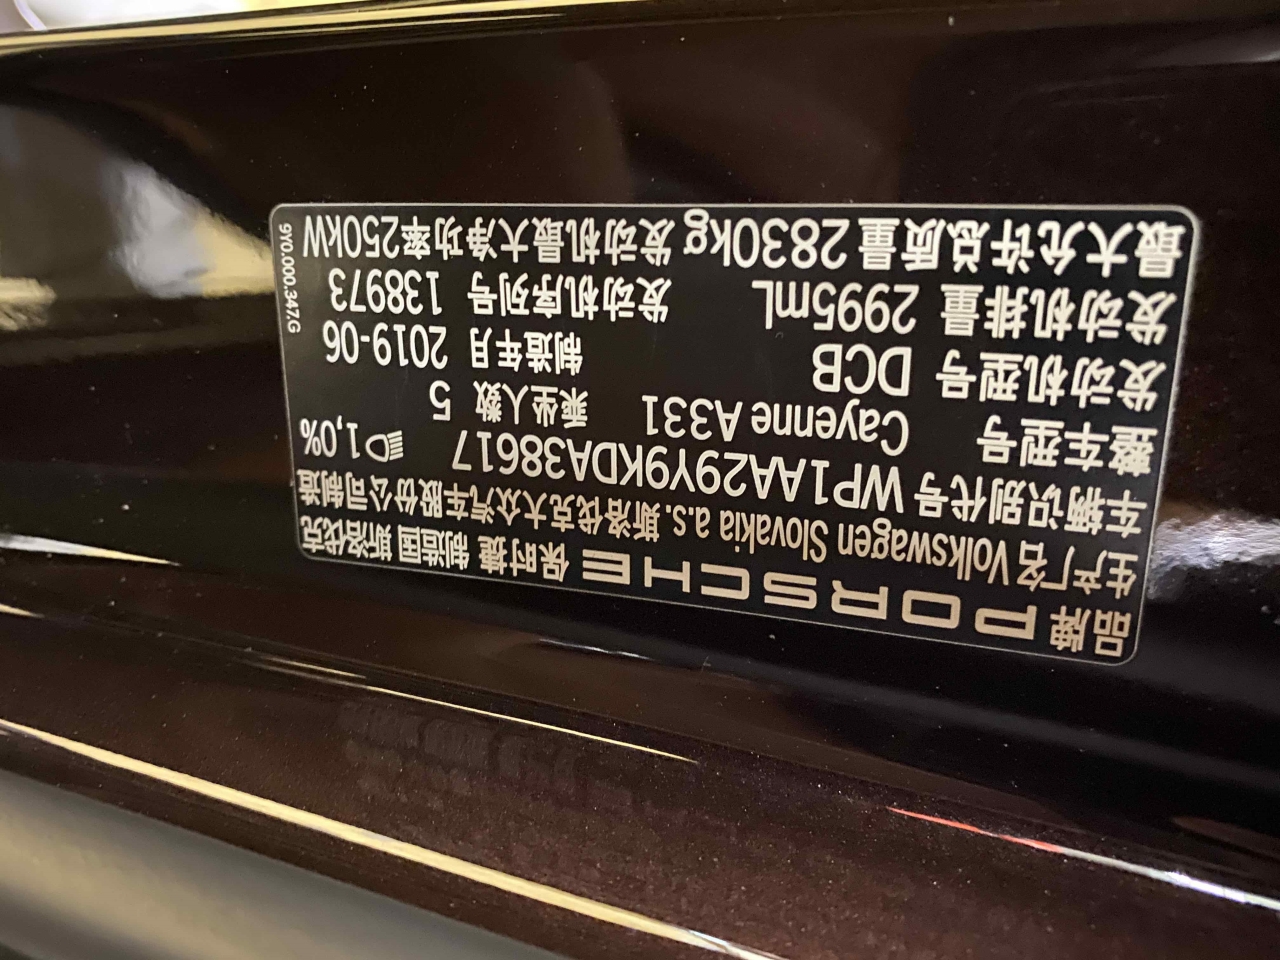 品牌 PORSCHE 保时捷 制造国 斯洛伐克
生产厂名 Volkswagen Slovakia a.s. 斯洛伐克大众汽车股份公司制造
车辆识别代号 WP1AA29Y9KDA38617 1,0%
整车型号 Cayenne A331 乘坐人数 5
发动机型号 DCB 制造年月 2019-06
发动机排量 2995mL 发动机序列号 138973
最大允许总质量 2830kg 发动机最大净功率 250kW
9Y0.000.347.G